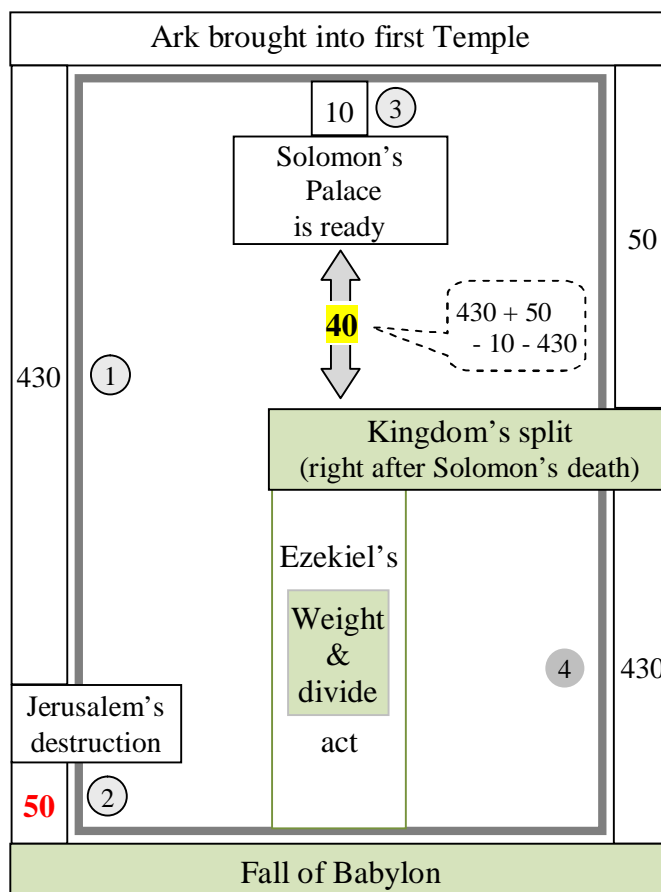 Ark brought into first Temple
10
3
Solomon's
Palace
is ready
50
430 + 50
- 10 - 430
40
430
1
Kingdom's split
(right after Solomon's death)
Ezekiel's
Weight
&
divide
act
4
430
Jerusalem's
destruction
50
2
Fall of Babylon